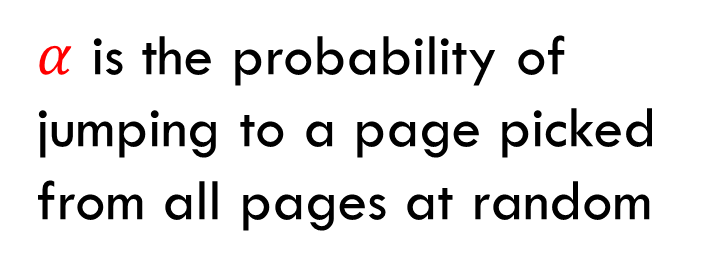 α is the probability of
jumping to a page picked
from all pages at random